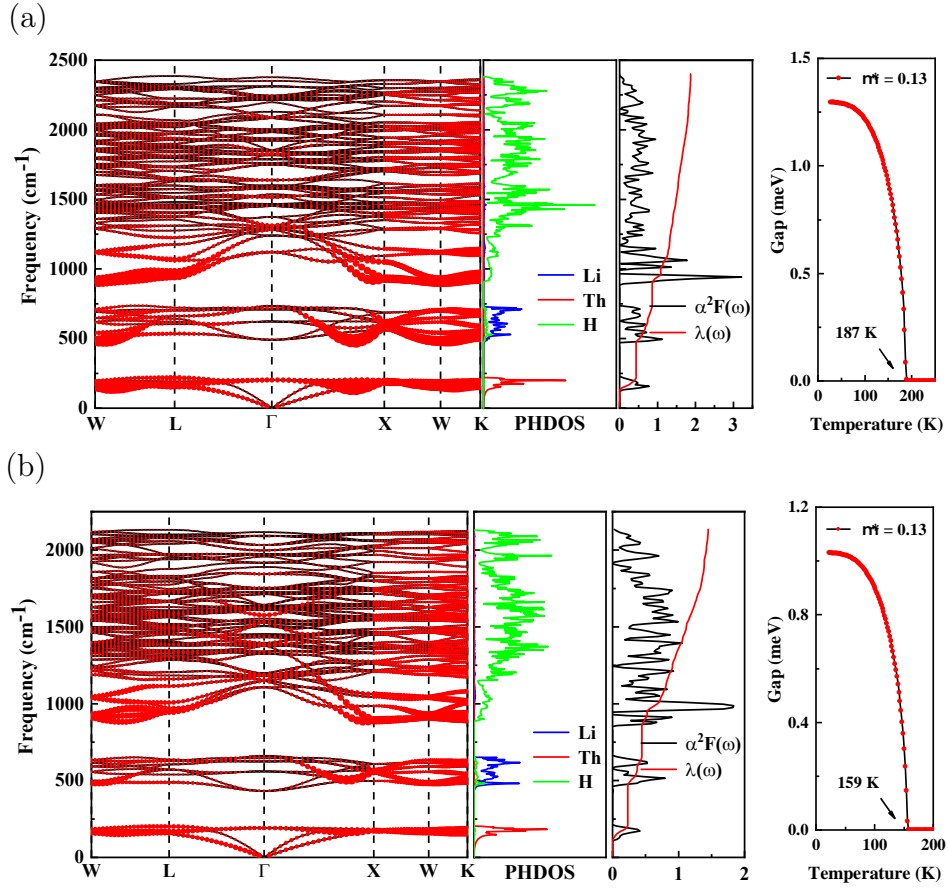 (a)
2500
2000
1500
1000
500
0
Frequency (cm⁻¹)
W L Γ X W K
Li
Th
H
PHDOS
α²F(ω)
λ(ω)
0 1 2 3
1.5
1.0
0.5
0.0
Gap (meV)
m* = 0.13
187 K
0 100 200
Temperature (K)
(b)
2000
1500
1000
500
0
Frequency (cm⁻¹)
W L Γ X W K
Li
Th
H
PHDOS
α²F(ω)
λ(ω)
0 1 2
1.2
0.8
0.4
0.0
Gap (meV)
m* = 0.13
159 K
0 50 100 150 200
Temperature (K)